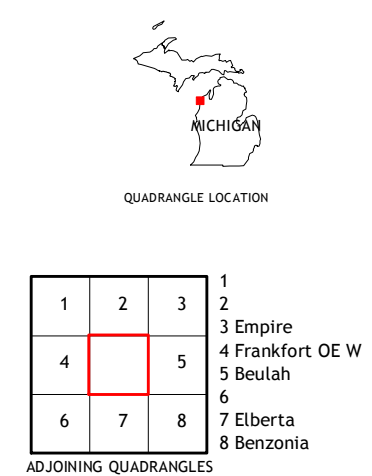 MICHIGAN
QUADRANGLE LOCATION
1 2 3
4 5
6 7 8
1
2
3 Empire
4 Frankfort OE W
5 Beulah
6
7 Elberta
8 Benzonia
ADJOINING QUADRANGLES